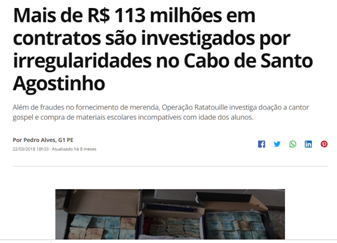 Mais de R$ 113 milhões em
contratos são investigados por
irregularidades no Cabo de Santo
Agostinho
Além de fraudes no fornecimento de merenda, Operação Ratatouille investiga doação a cantor
gospel e compra de materiais escolares incompatíveis com idade dos alunos.
Por Pedro Alves, G1 PE
22/03/2018 18h03 · Atualizado há 8 meses